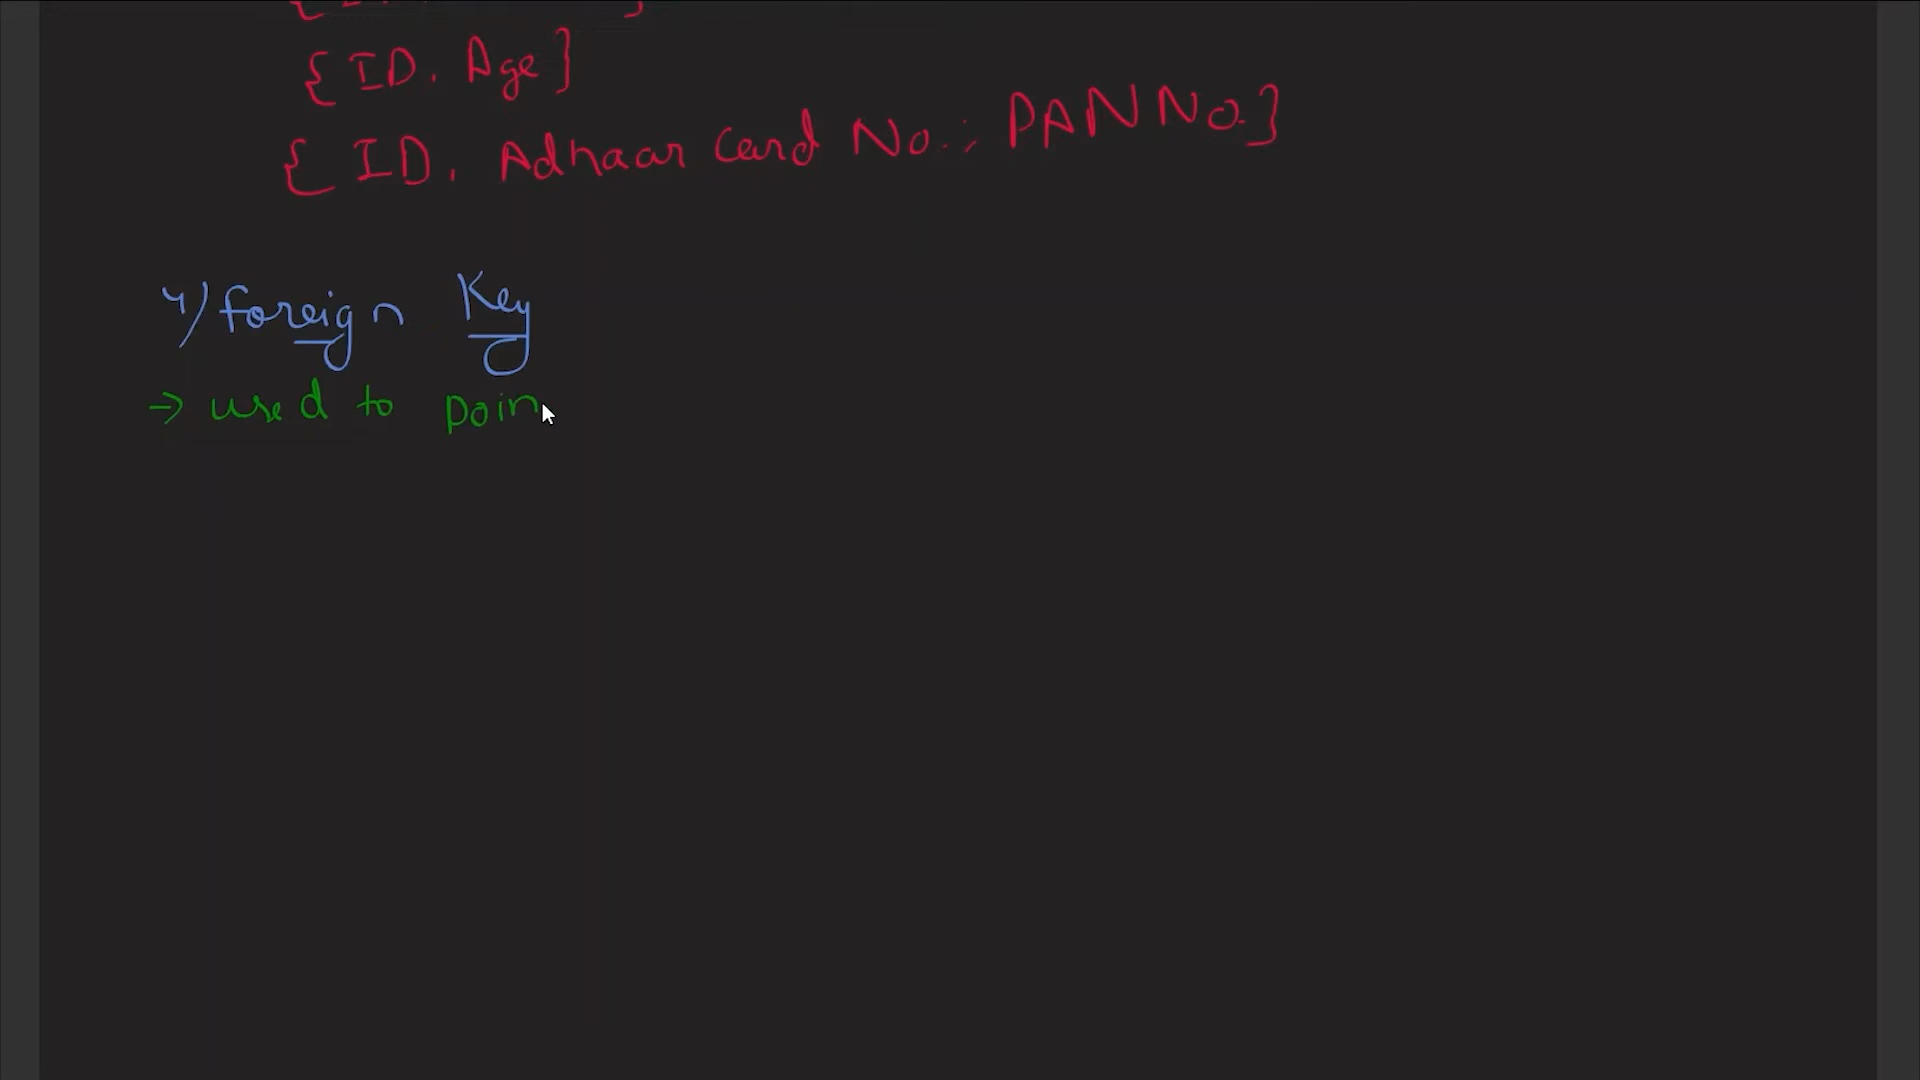 { ID, Age }
{ ID, Adhaar Card No., PAN No. }
4) foreign Key
→ used to poin